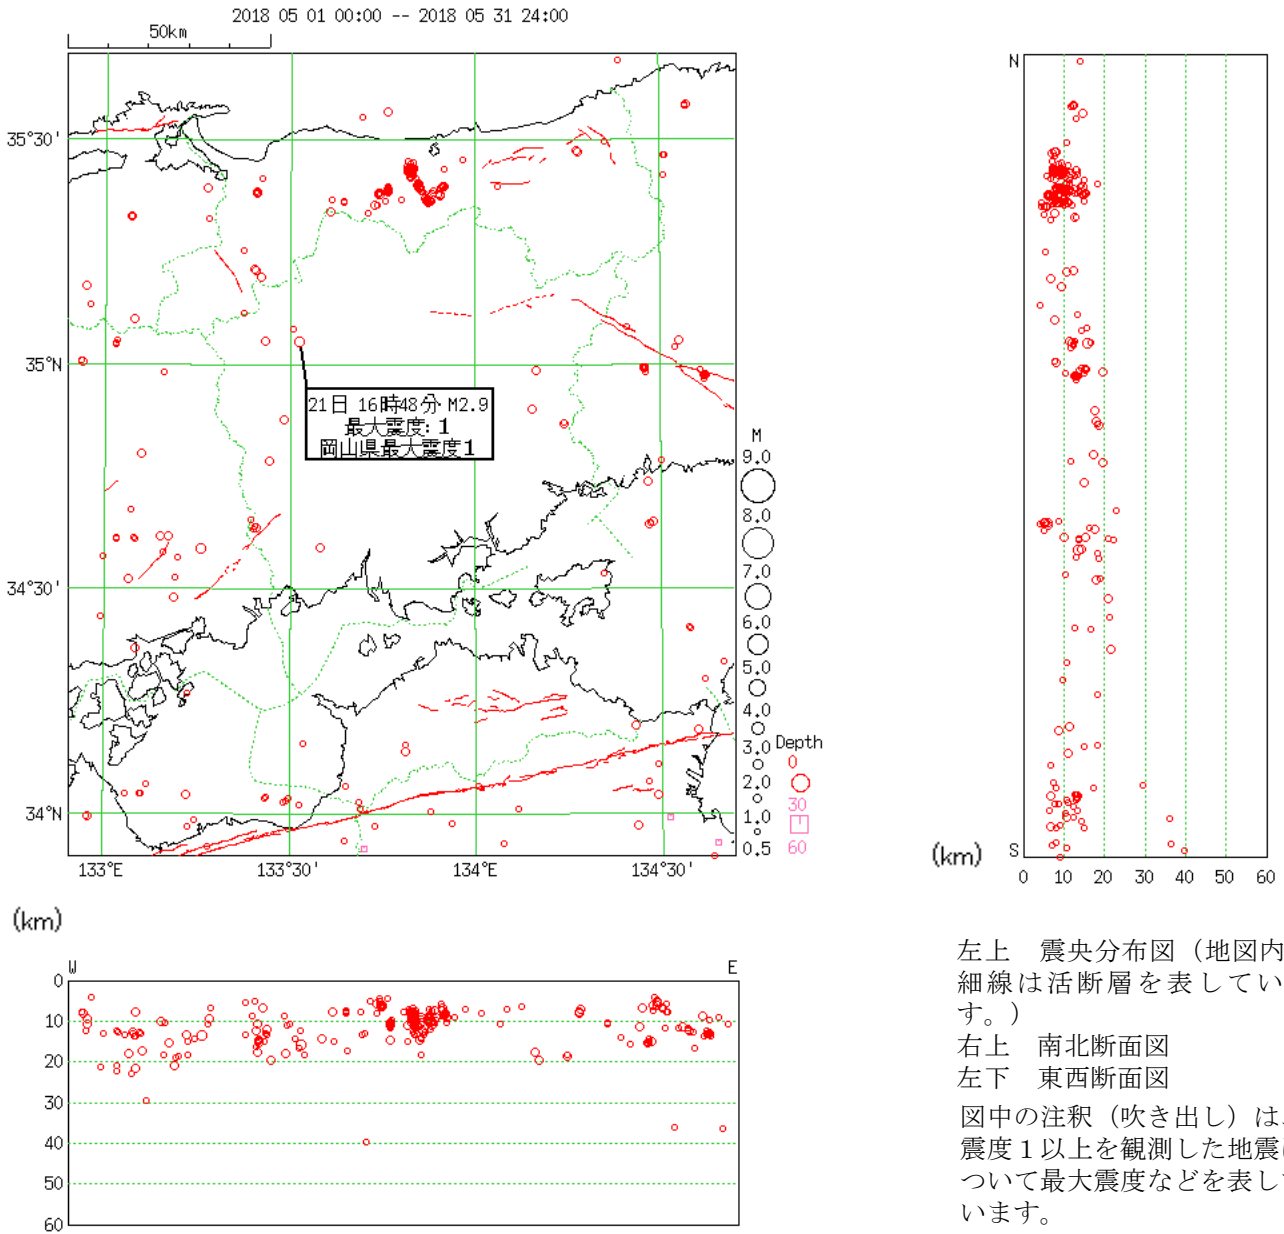 2018 05 01 00:00 -- 2018 05 31 24:00
50km
35°30'
35°N
34°30'
34°N
133°E
133°30'
134°E
134°30'
21日 16時48分 M2.9
最大震度: 1
岡山県最大震度1
M
9.0
8.0
7.0
6.0
5.0
4.0
3.0
2.0
1.0
0.5
Depth
0
30
60
N
S
(km)
0 10 20 30 40 50 60
(km)
W
E
0
10
20
30
40
50
60
左上 震央分布図(地図内
細線は活断層を表してい
す。)
右上 南北断面図
左下 東西断面図
図中の注釈(吹き出し)は、
震度1以上を観測した地震に
ついて最大震度などを表して
います。